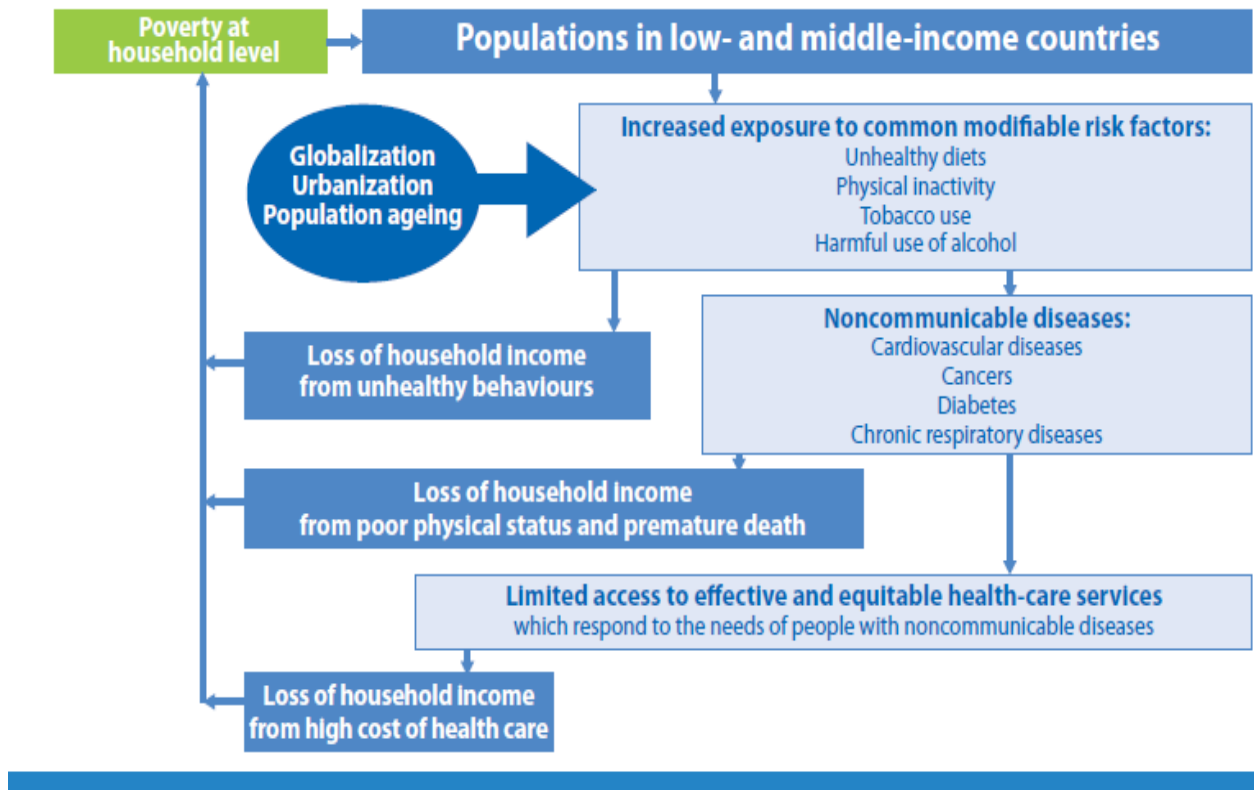 Poverty at
household level
Populations in low- and middle-income countries
Increased exposure to common modifiable risk factors:
Unhealthy diets
Physical inactivity
Tobacco use
Harmful use of alcohol
Globalization
Urbanization
Population ageing
Noncommunicable diseases:
Cardiovascular diseases
Cancers
Diabetes
Chronic respiratory diseases
Loss of household income
from unhealthy behaviours
Loss of household income
from poor physical status and premature death
Limited access to effective and equitable health-care services
which respond to the needs of people with noncommunicable diseases
Loss of household income
from high cost of health care